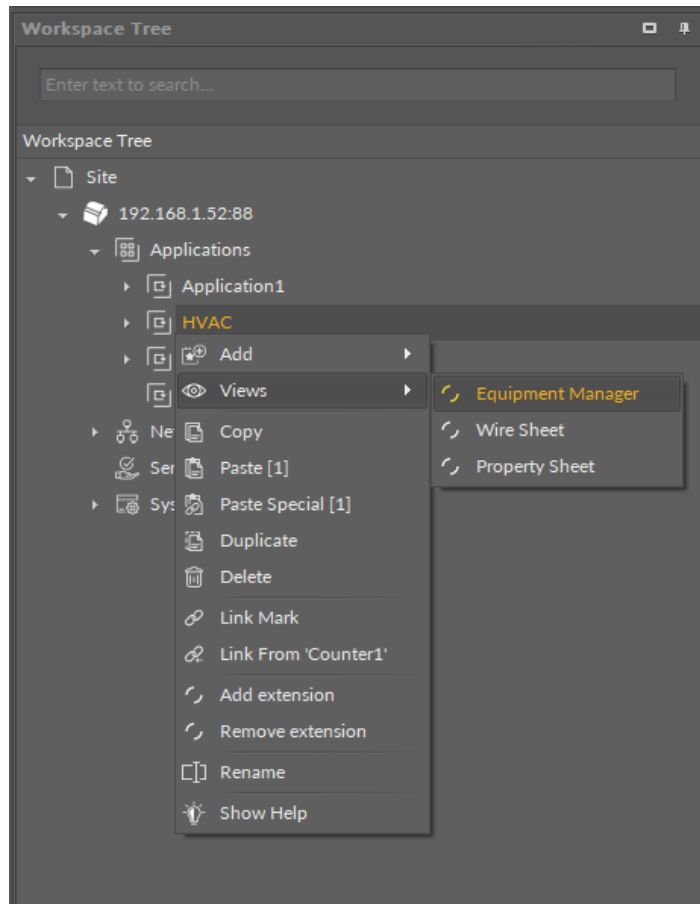 Workspace Tree
Enter text to search...
Workspace Tree
Site
192.168.1.52:88
Applications
Application1
HVAC
Add
Views
Equipment Manager
Wire Sheet
Property Sheet
Copy
Paste [1]
Paste Special [1]
Duplicate
Delete
Link Mark
Link From 'Counter1'
Add extension
Remove extension
Rename
Show Help